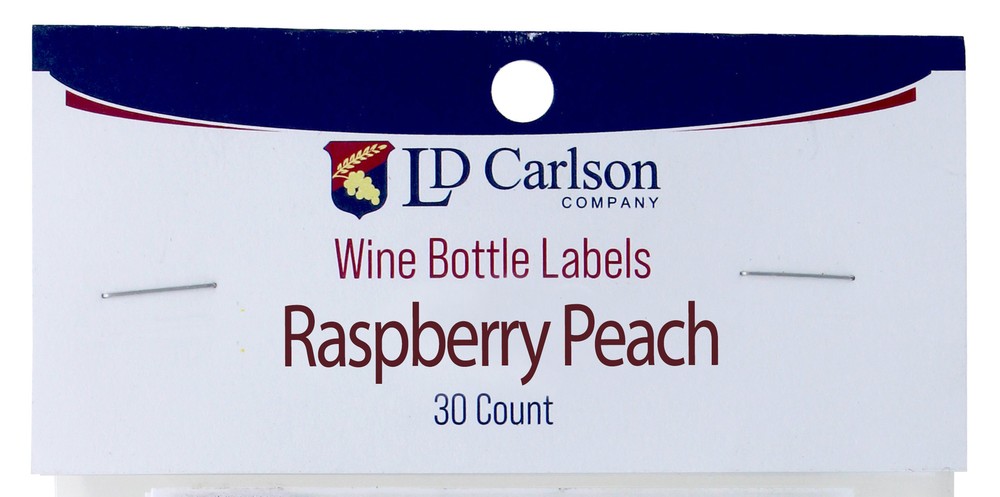 LD Carlson
COMPANY
Wine Bottle Labels
Raspberry Peach
30 Count